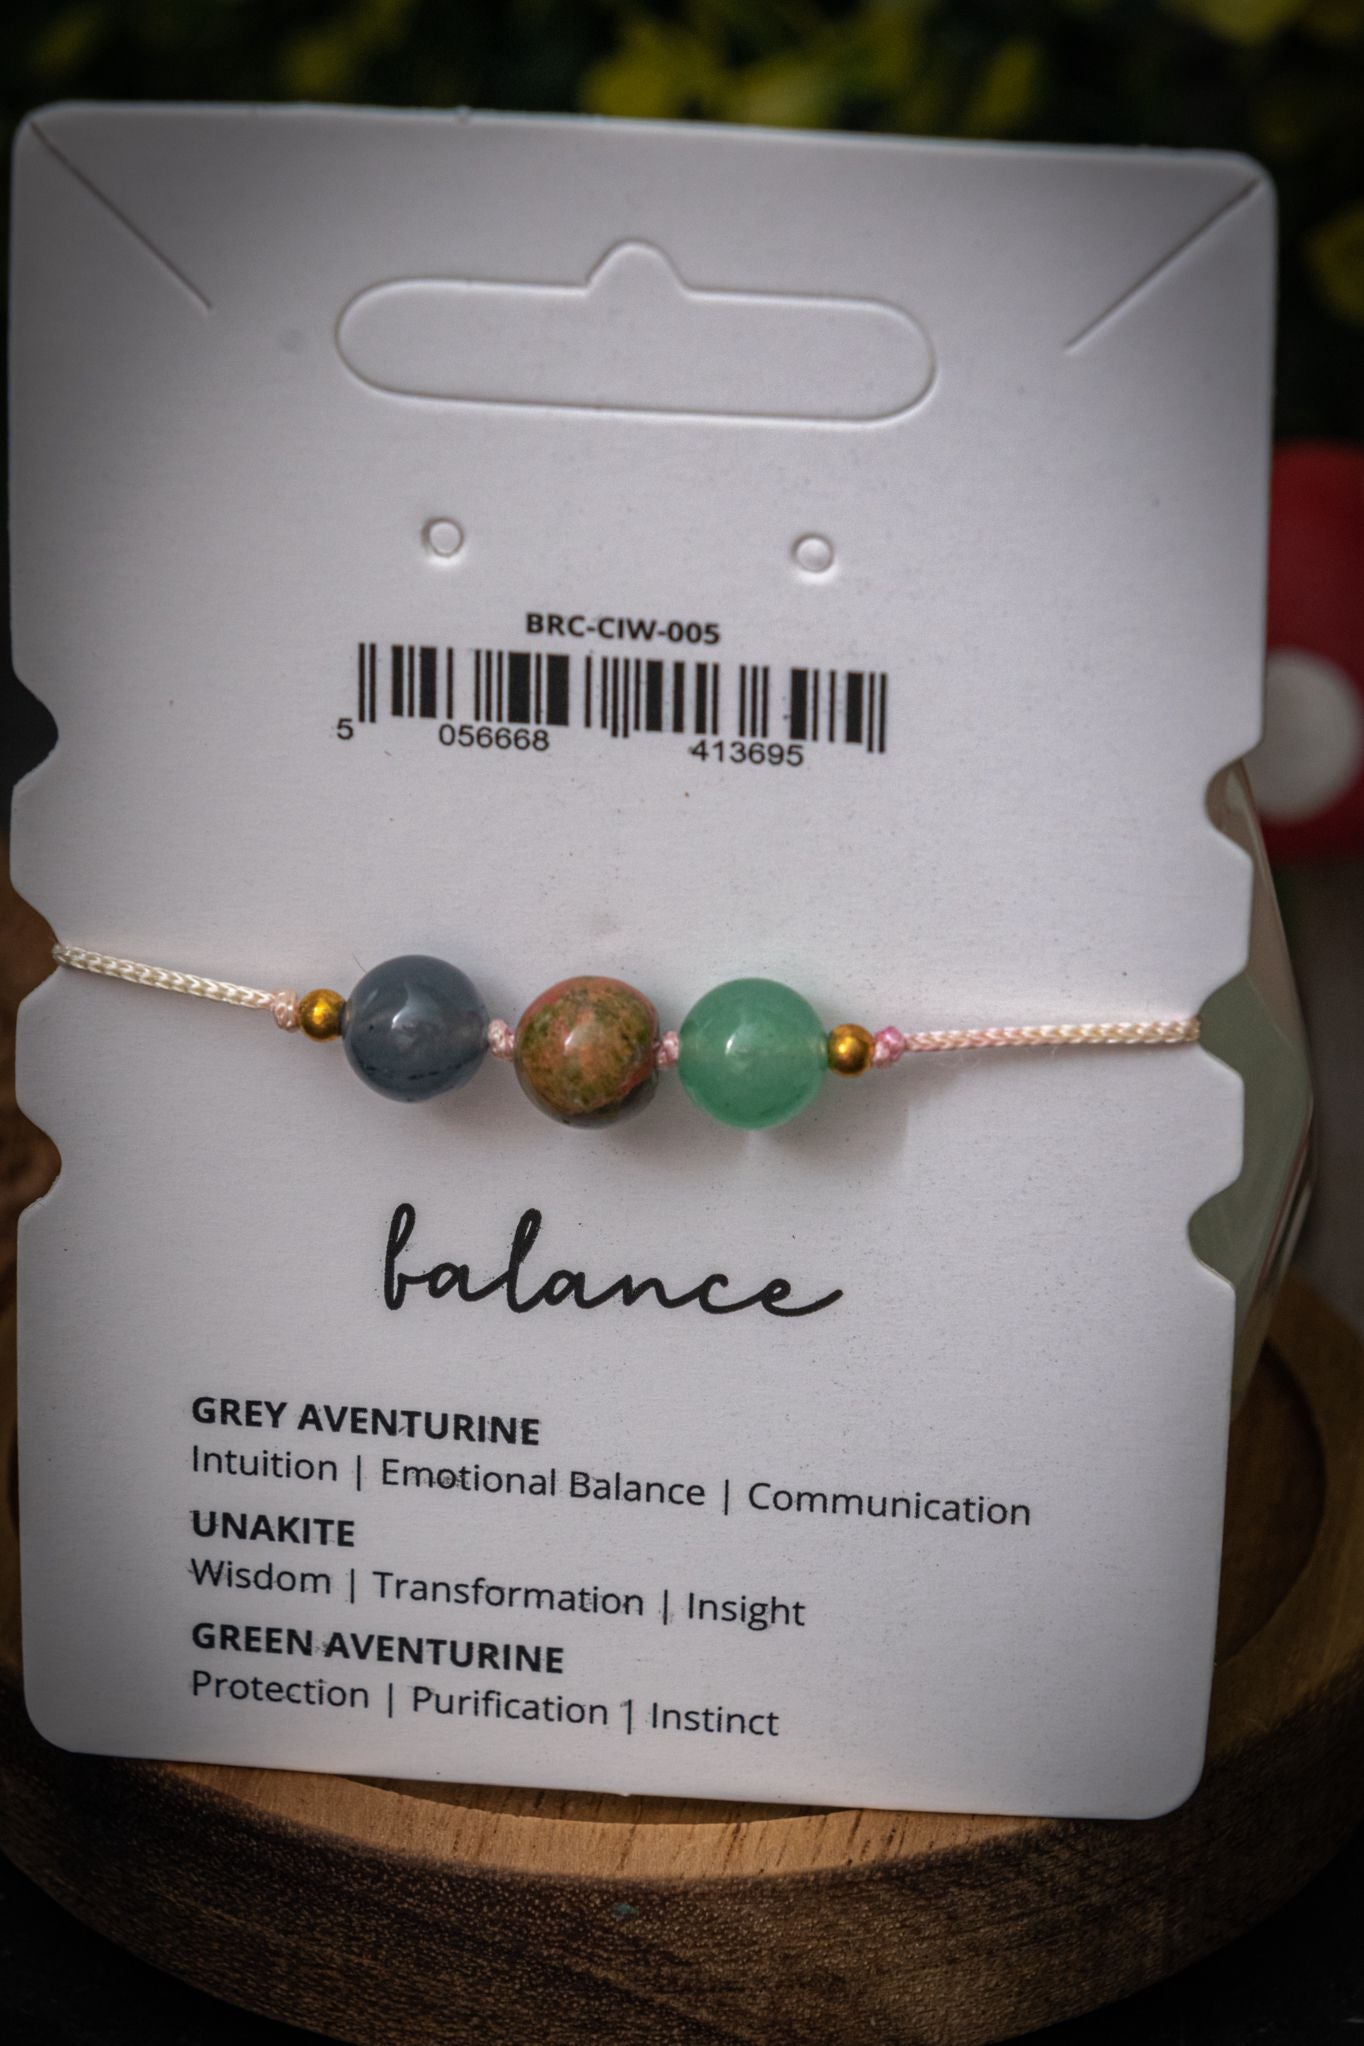 BRC-CIW-005
5 056668 413695
balance
GREY AVENTURINE
Intuition | Emotional Balance | Communication
UNAKITE
Wisdom | Transformation | Insight
GREEN AVENTURINE
Protection | Purification | Instinct